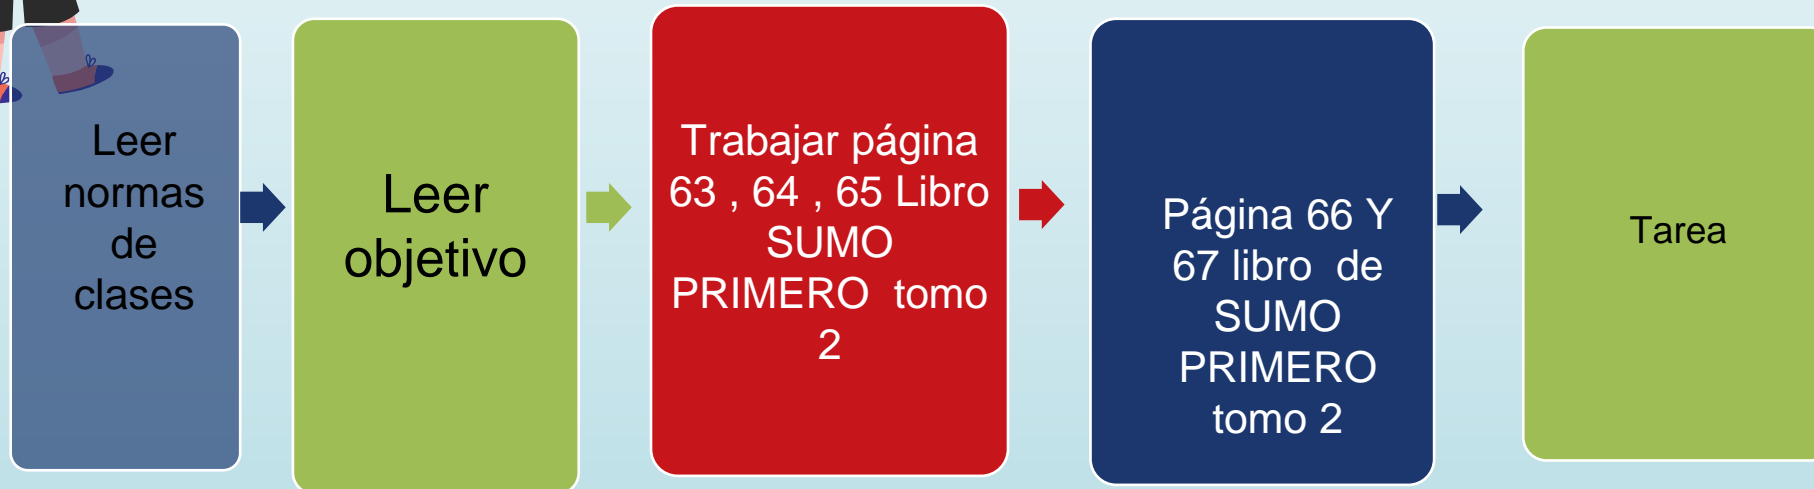 Leer
normas
de
clases
Leer
objetivo
Trabajar página
63 , 64 , 65 Libro
SUMO
PRIMERO tomo
2
Página 66 Y
67 libro de
SUMO
PRIMERO
tomo 2
Tarea